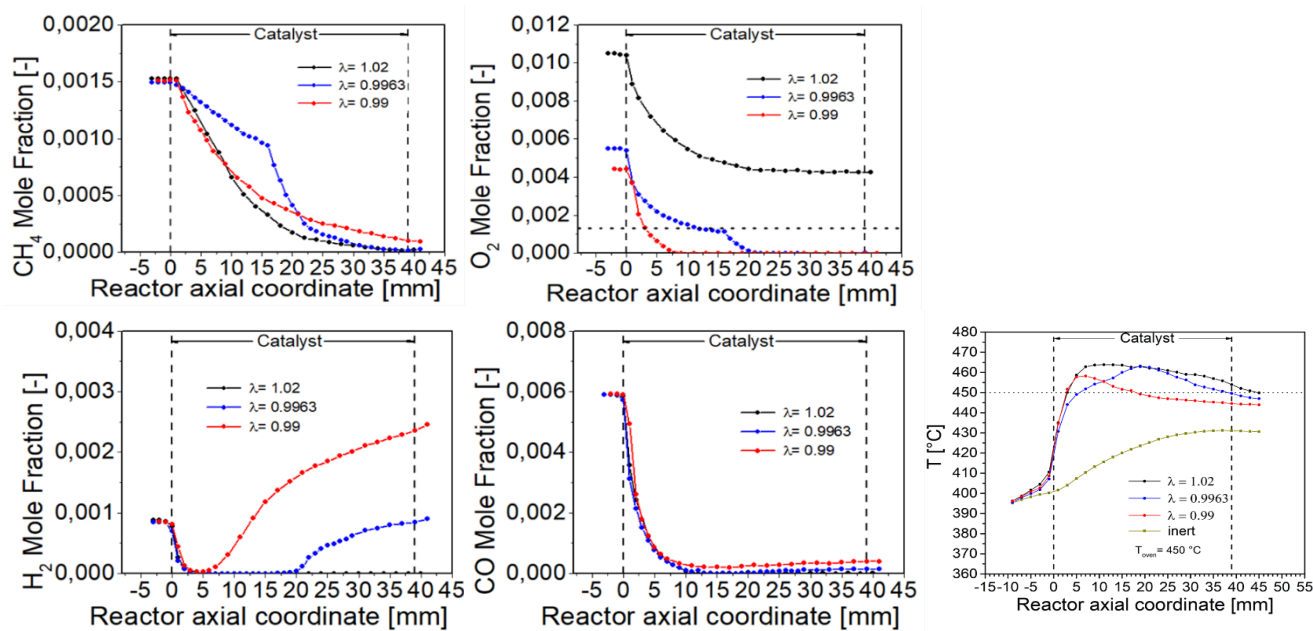 CH4 Mole Fraction [-]
0,0020
0,0015
0,0010
0,0005
0,0000
Catalyst
λ= 1.02
λ= 0.9963
λ= 0.99
-5 0 5 10 15 20 25 30 35 40 45
Reactor axial coordinate [mm]
O2 Mole Fraction [-]
0,012
0,010
0,008
0,006
0,004
0,002
0,000
Catalyst
λ= 1.02
λ= 0.9963
λ= 0.99
-5 0 5 10 15 20 25 30 35 40 45
Reactor axial coordinate [mm]
H2 Mole Fraction [-]
0,004
0,003
0,002
0,001
0,000
Catalyst
λ= 1.02
λ= 0.9963
λ= 0.99
-5 0 5 10 15 20 25 30 35 40 45
Reactor axial coordinate [mm]
CO Mole Fraction [-]
0,008
0,006
0,004
0,002
0,000
Catalyst
λ= 1.02
λ= 0.9963
λ= 0.99
-5 0 5 10 15 20 25 30 35 40 45
Reactor axial coordinate [mm]
T [°C]
480
470
460
450
440
430
420
410
400
390
380
370
360
Catalyst
λ = 1.02
λ = 0.9963
λ = 0.99
inert
Toven= 450 °C
-15 -10 -5 0 5 10 15 20 25 30 35 40 45 50 55
Reactor axial coordinate [mm]